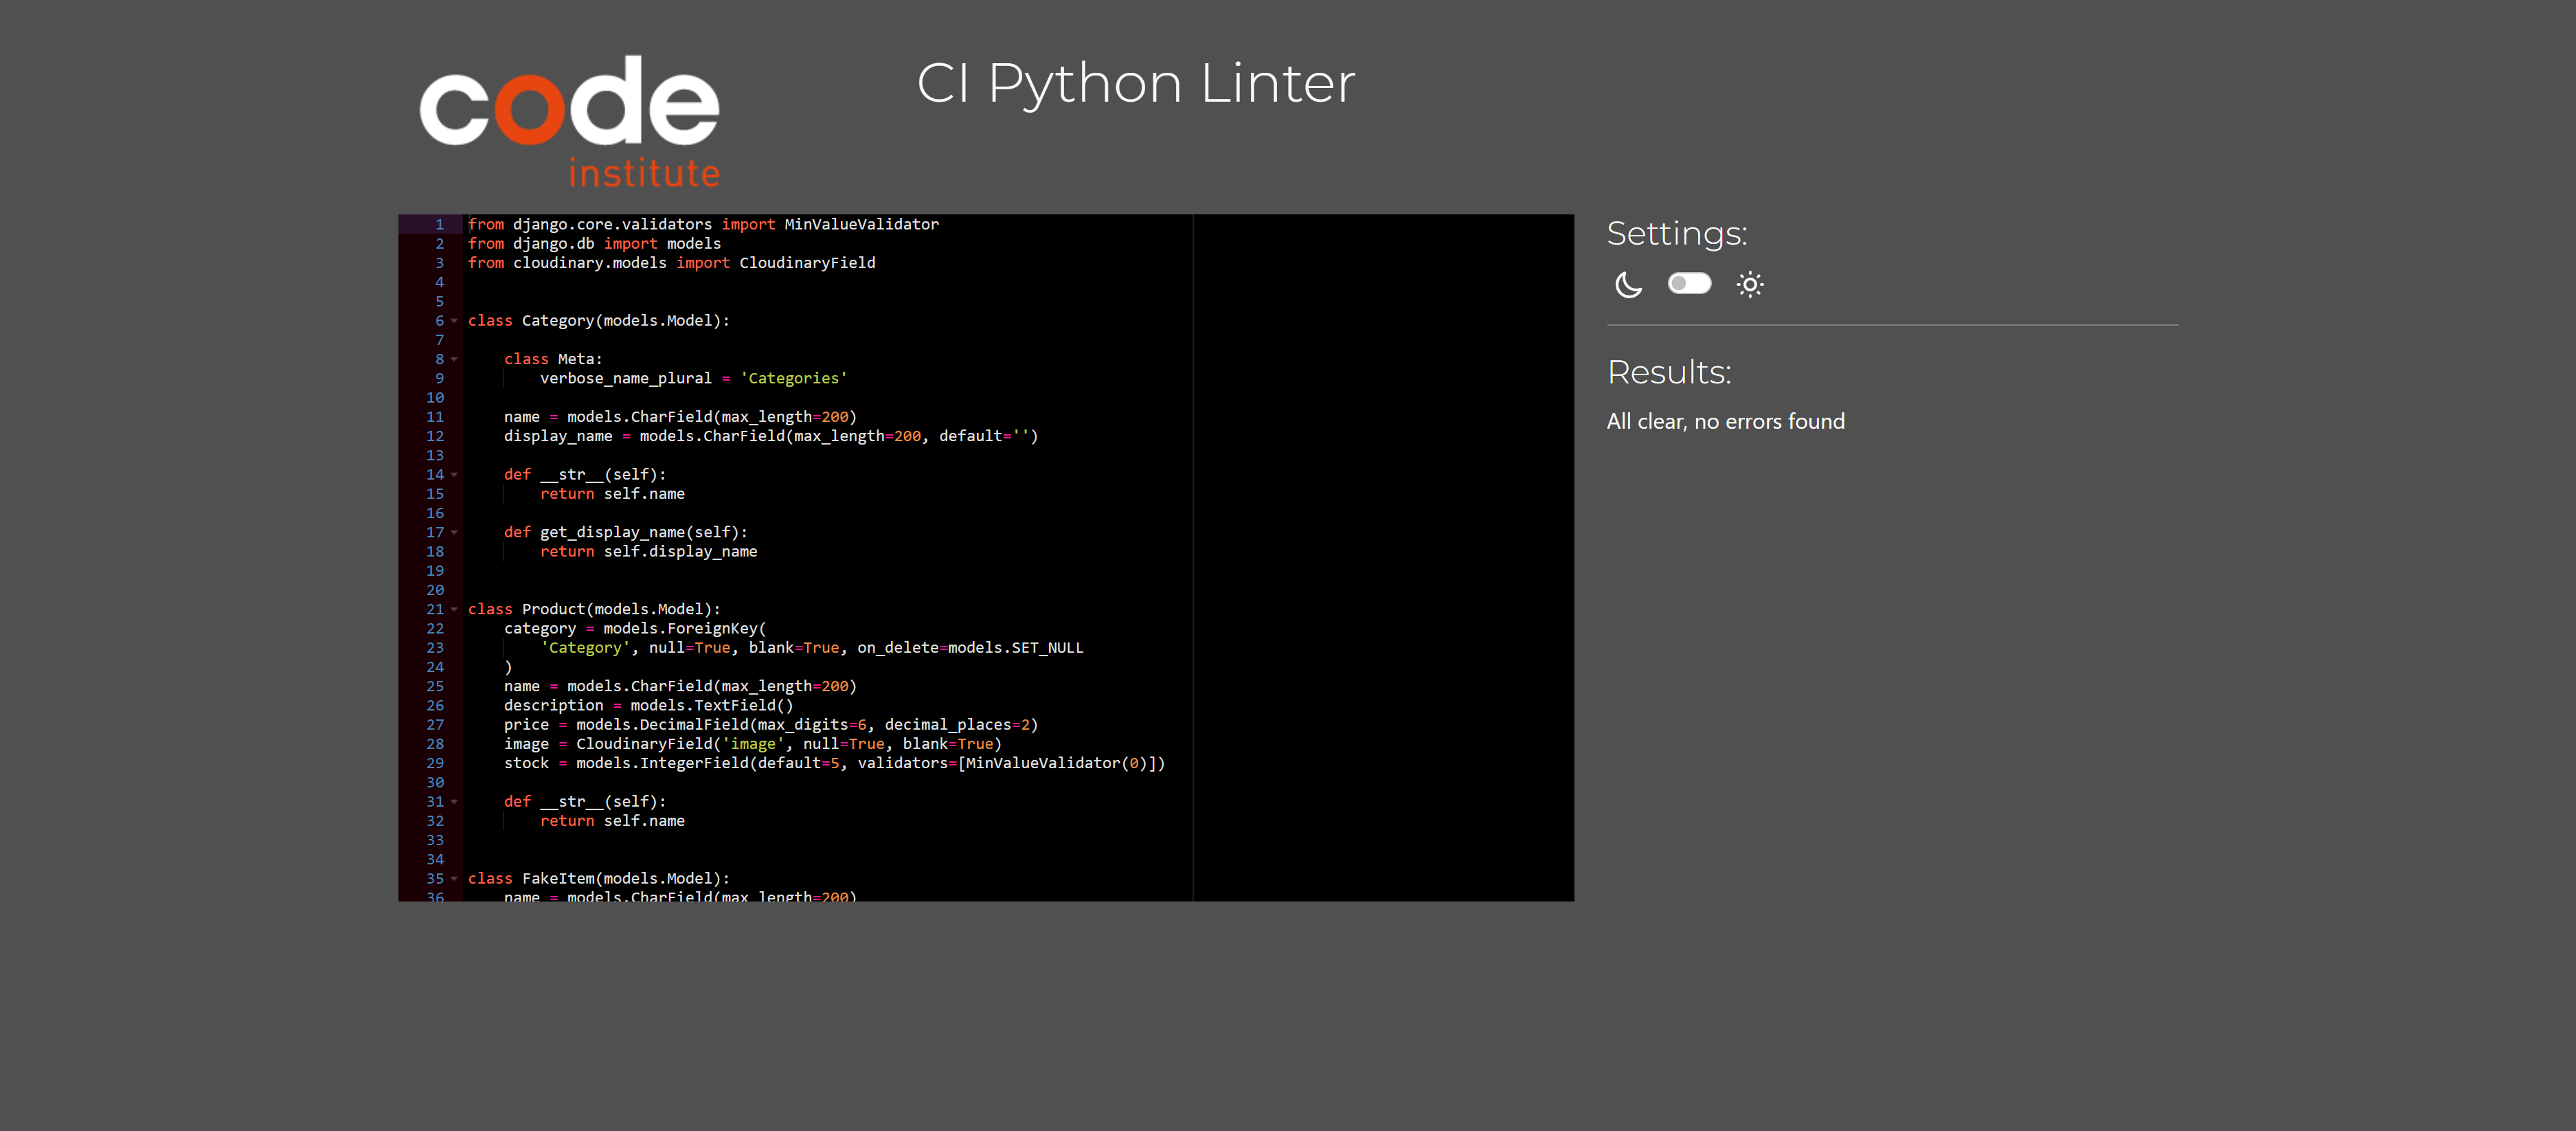 code
institute
CI Python Linter
1 from django.core.validators import MinValueValidator
2 from django.db import models
3 from cloudinary.models import CloudinaryField
4
5
6 class Category(models.Model):
7
8     class Meta:
9         verbose_name_plural = 'Categories'
10
11     name = models.CharField(max_length=200)
12     display_name = models.CharField(max_length=200, default='')
13
14     def __str__(self):
15         return self.name
16
17     def get_display_name(self):
18         return self.display_name
19
20
21 class Product(models.Model):
22     category = models.ForeignKey(
23         'Category', null=True, blank=True, on_delete=models.SET_NULL
24     )
25     name = models.CharField(max_length=200)
26     description = models.TextField()
27     price = models.DecimalField(max_digits=6, decimal_places=2)
28     image = CloudinaryField('image', null=True, blank=True)
29     stock = models.IntegerField(default=5, validators=[MinValueValidator(0)])
30
31     def __str__(self):
32         return self.name
33
34
35 class FakeItem(models.Model):
36     name = models.CharField(max_length=200)
Settings:
Results:
All clear, no errors found